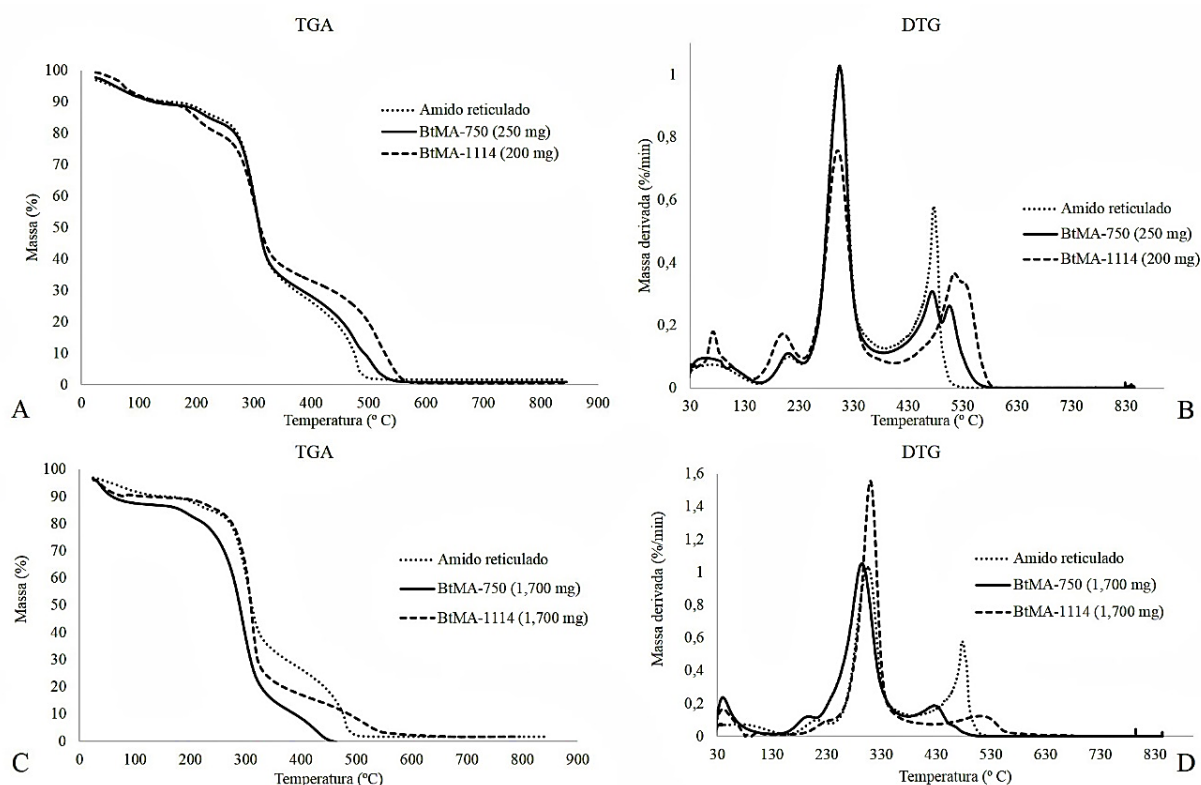 TGA
100
90
80
70
60
50
40
30
20
10
0
Massa (%)
Amido reticulado
BtMA-750 (250 mg)
BtMA-1114 (200 mg)
0 100 200 300 400 500 600 700 800 900
Temperatura (º C)
A
DTG
1
0,8
0,6
0,4
0,2
0
Massa derivada (%/min)
Amido reticulado
BtMA-750 (250 mg)
BtMA-1114 (200 mg)
30 130 230 330 430 530 630 730 830
Temperatura (º C)
B
TGA
100
90
80
70
60
50
40
30
20
10
0
Massa (%)
Amido reticulado
BtMA-750 (1,700 mg)
BtMA-1114 (1,700 mg)
0 100 200 300 400 500 600 700 800 900
Temperatura (º C)
C
DTG
1,6
1,4
1,2
1
0,8
0,6
0,4
0,2
0
Massa derivada (%/min)
Amido reticulado
BtMA-750 (1,700 mg)
BtMA-1114 (1,700 mg)
30 130 230 330 430 530 630 730 830
Temperatura (º C)
D